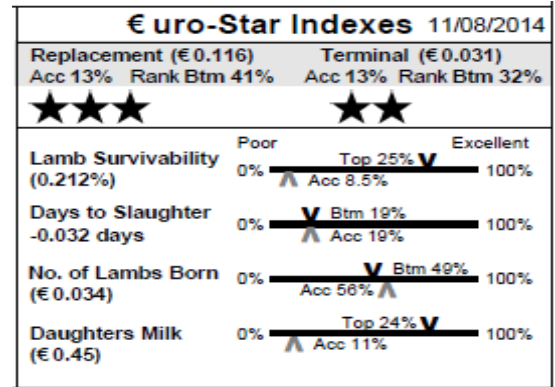 €uro-Star Indexes 11/08/2014
Replacement (€0.116) Terminal (€0.031)
Acc 13% Rank Btm 41% Acc 13% Rank Btm 32%
Poor Excellent
Lamb Survivability 0% Top 25% 100%
(0.212%) Acc 8.5%
Days to Slaughter 0% Btm 19% 100%
-0.032 days Acc 19%
No. of Lambs Born 0% Btm 49% 100%
(€0.034) Acc 56%
Daughters Milk 0% Top 24% 100%
(€0.45) Acc 11%